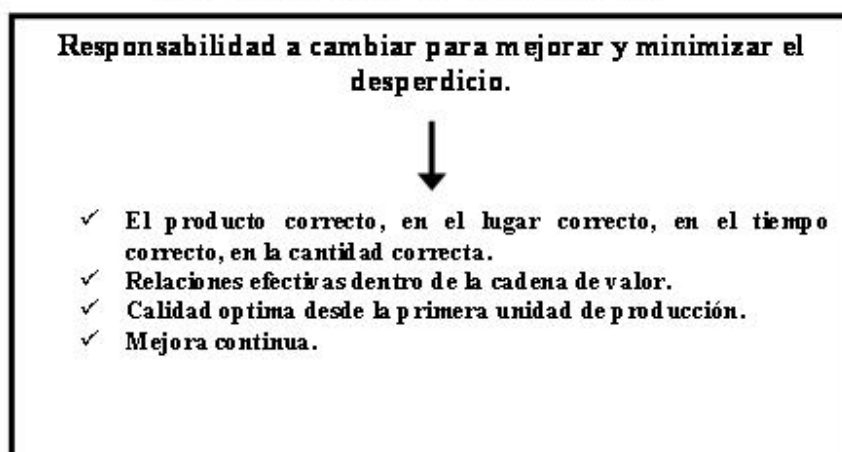 Responsabilidad a cambiar para mejorar y minimizar el
desperdicio.
✓ El producto correcto, en el lugar correcto, en el tiempo
correcto, en la cantidad correcta.
✓ Relaciones efectivas dentro de la cadena de valor.
✓ Calidad optima desde la primera unidad de producción.
✓ Mejora continua.